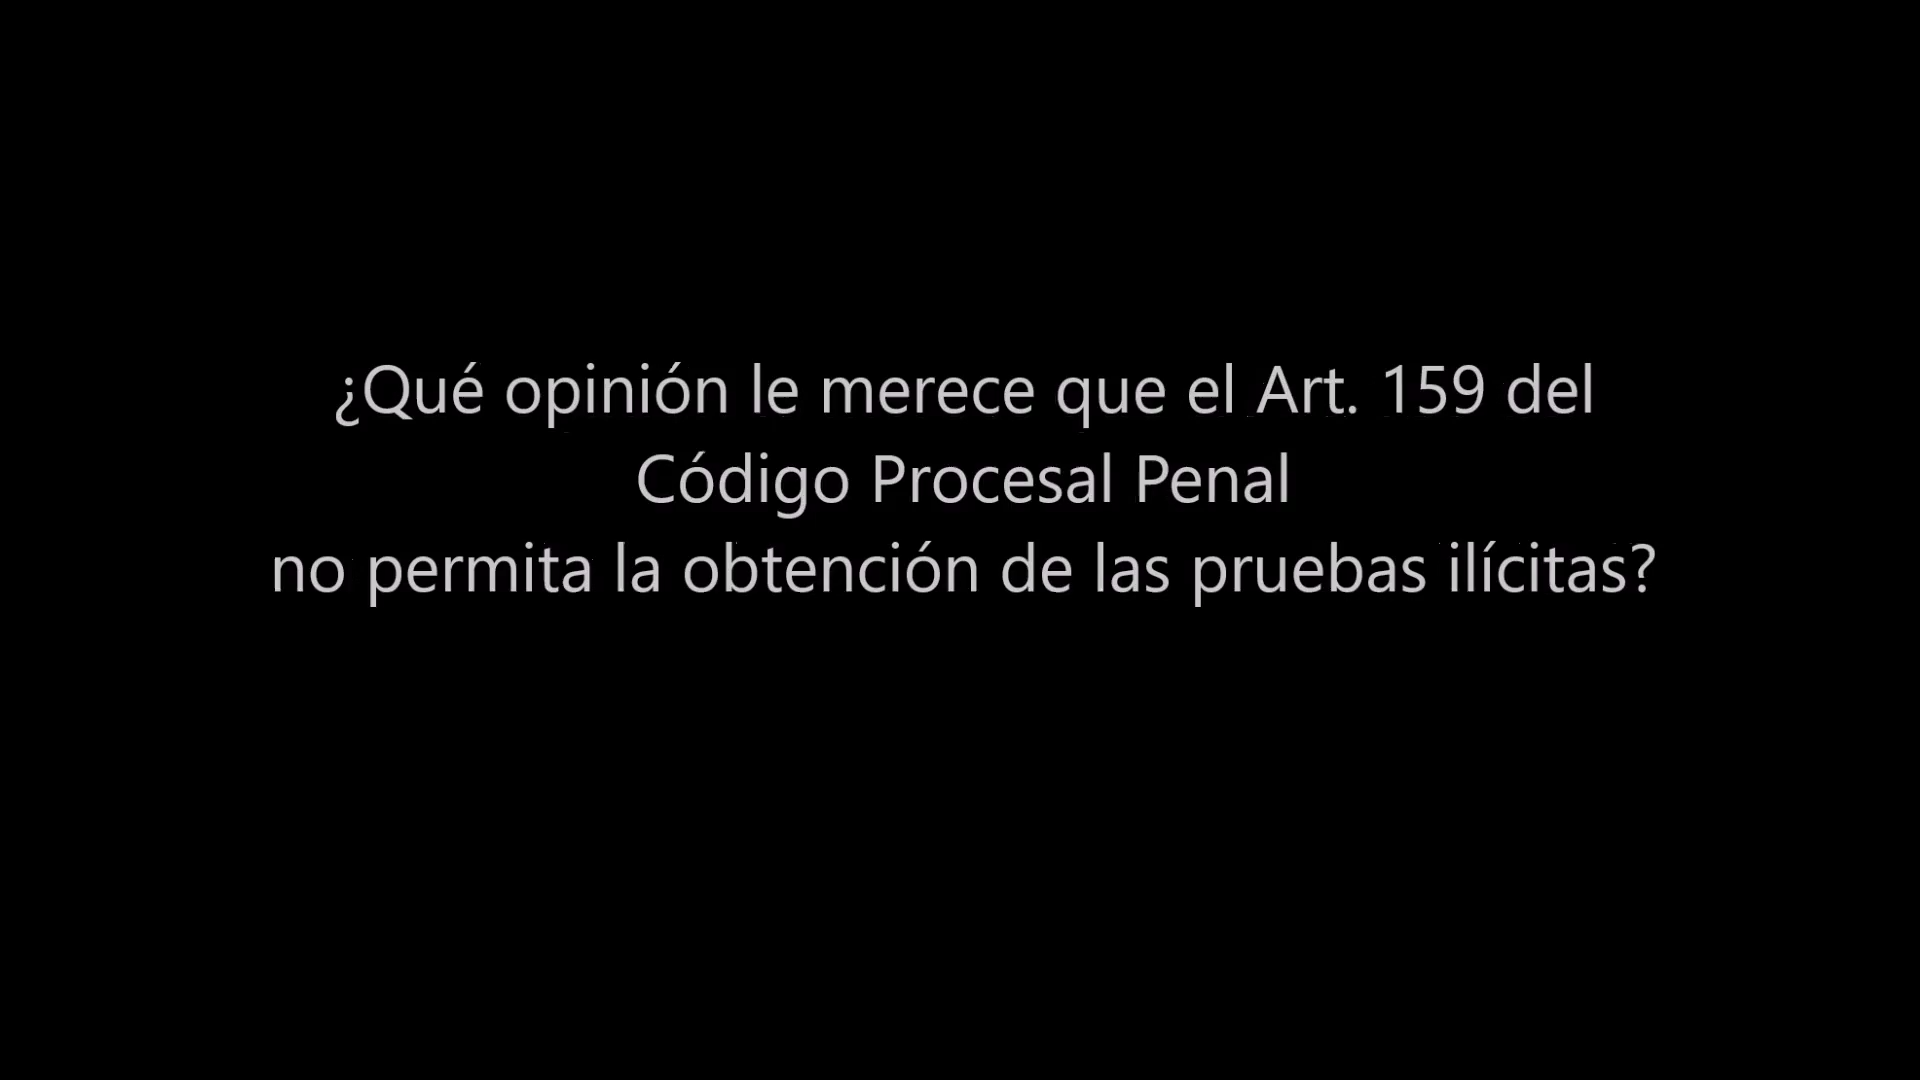 ¿Qué opinión le merece que el Art. 159 del
Código Procesal Penal
no permita la obtención de las pruebas ilícitas?